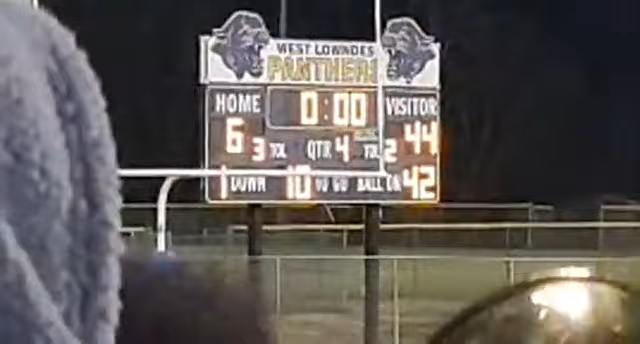 WEST LOWNDES
PANTHERS
HOME 0:00 VISITOR
6 44
3 TOL QTR 4 TOL 2
1 DOWN 10 TO GO BALL ON 42